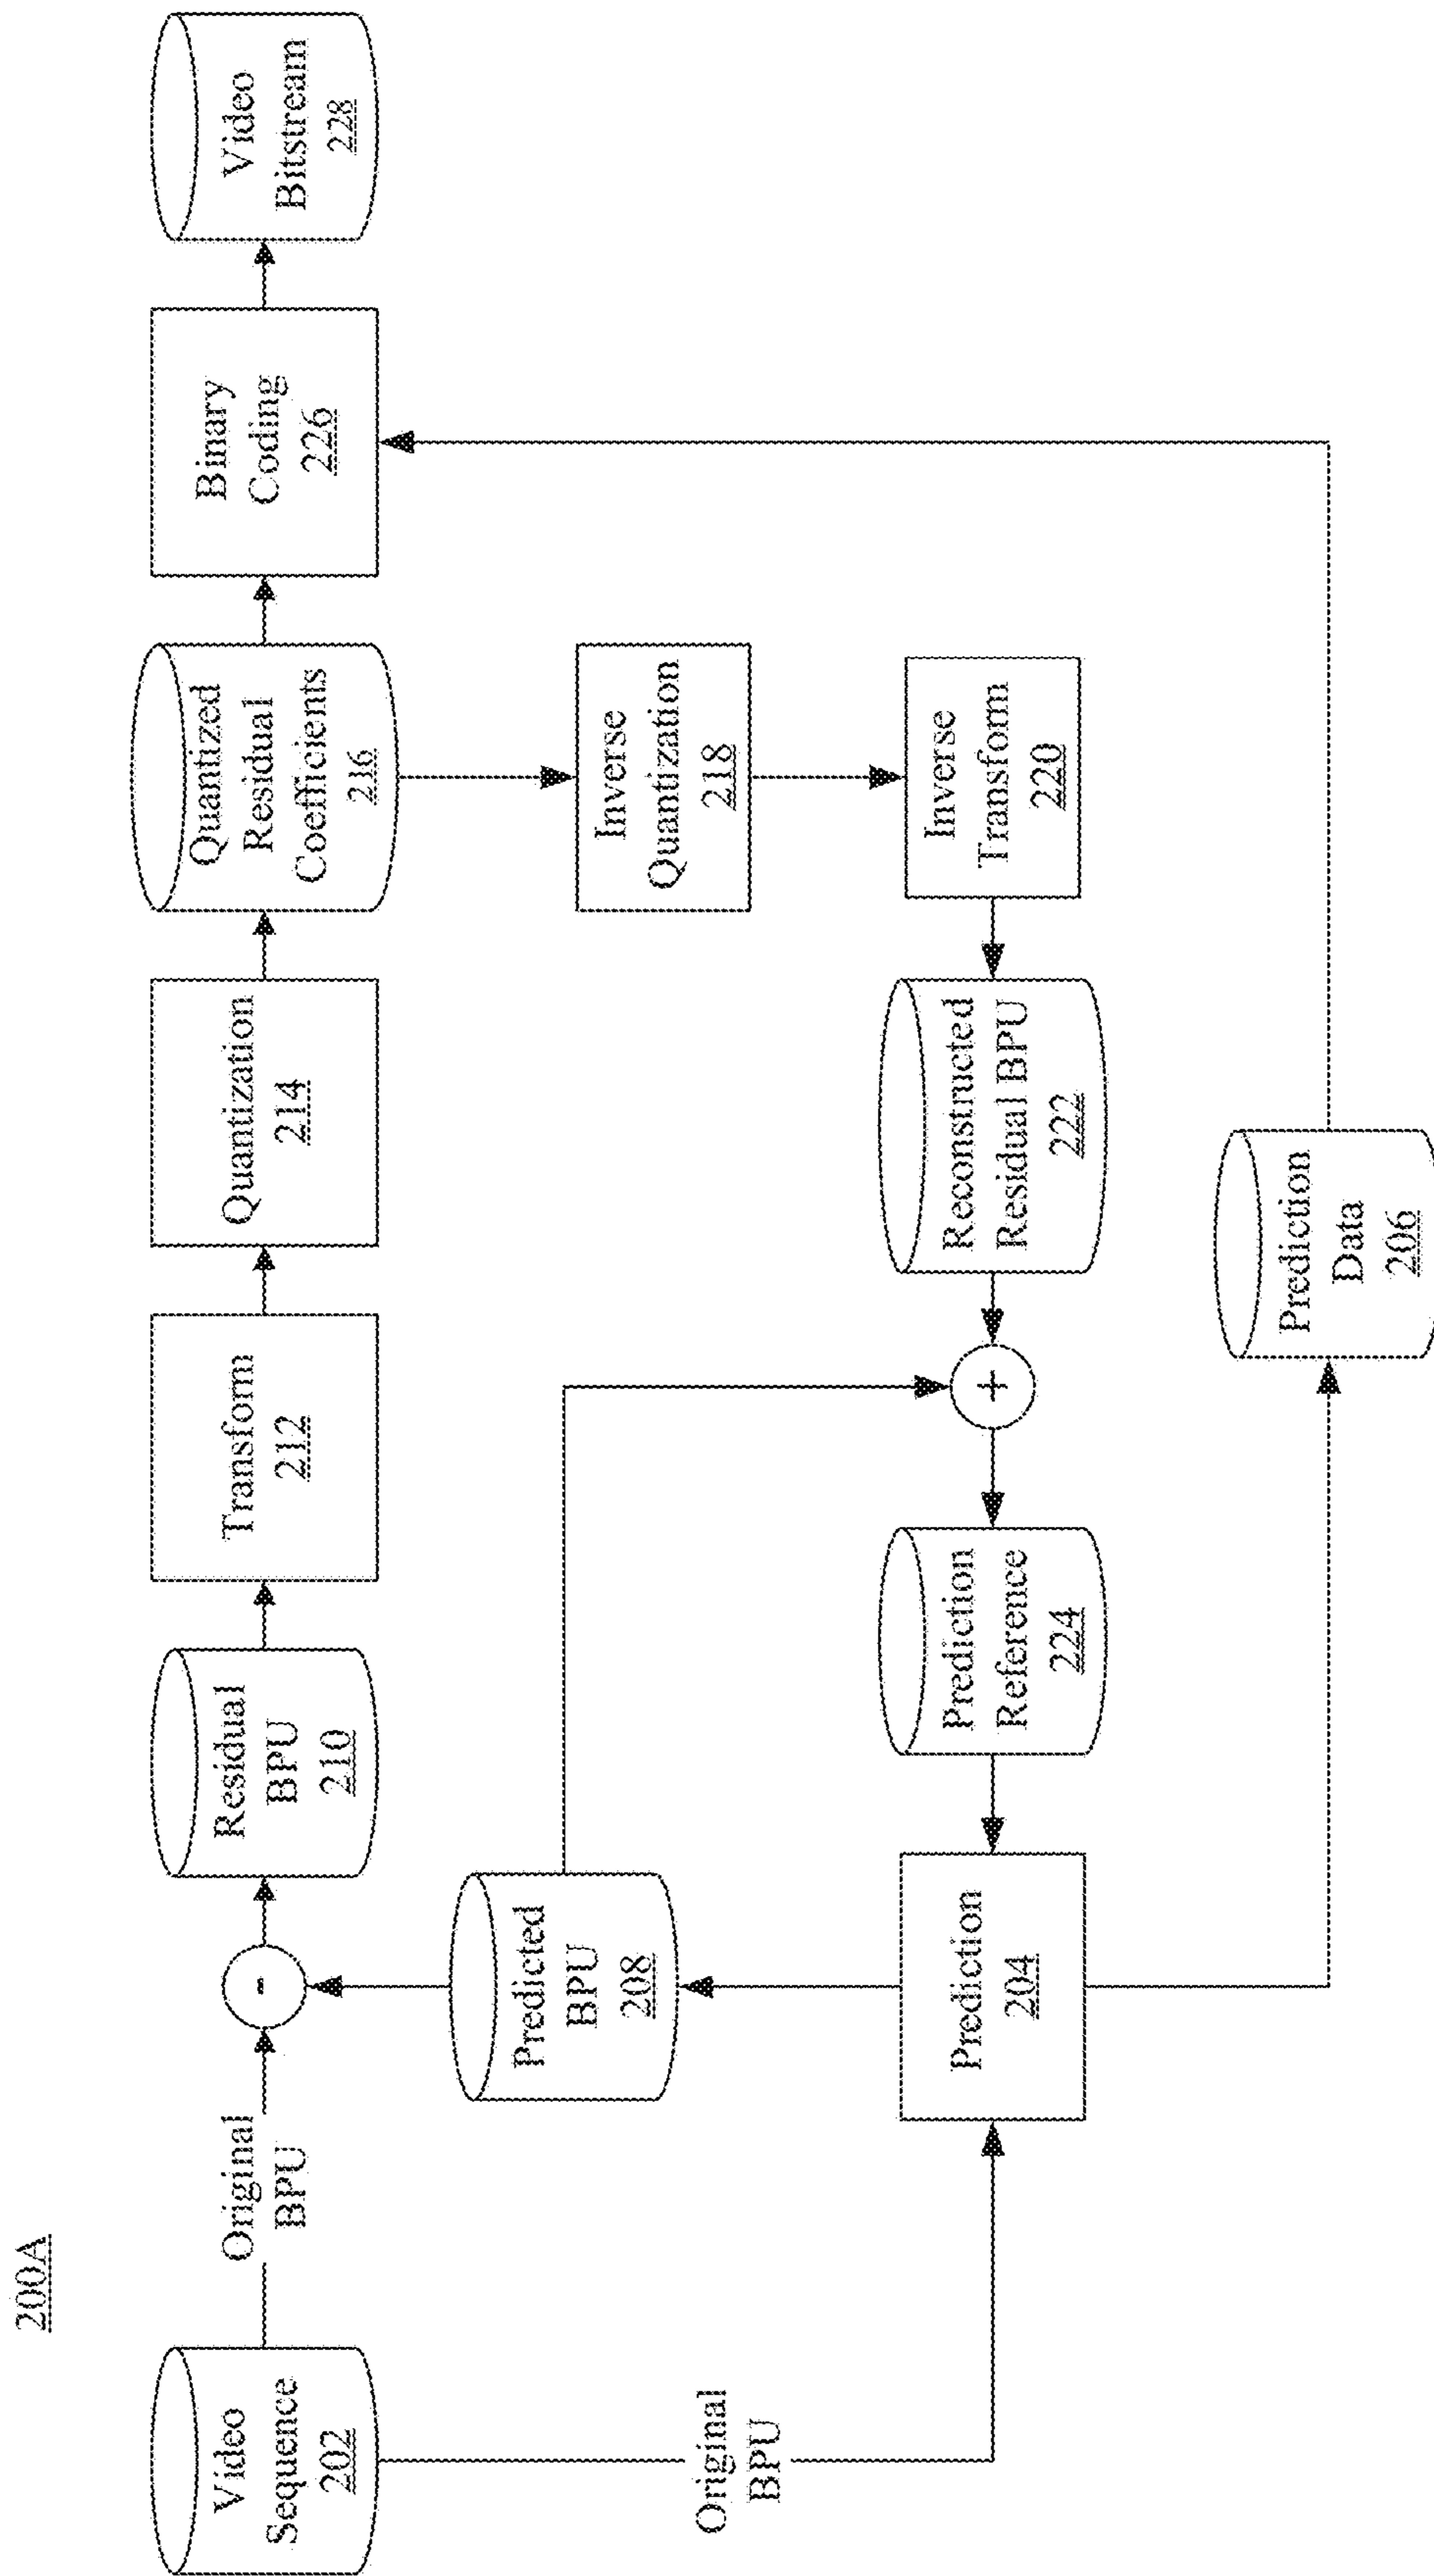 200A
Video
Sequence
202
Original
BPU
-
Residual
BPU
210
Transform
212
Quantization
214
Quantized
Residual
Coefficients
216
Binary
Coding
226
Video
Bitstream
228
Original
BPU
Predicted
BPU
208
Inverse
Quantization
218
Prediction
204
Prediction
Reference
224
+
Reconstructed
Residual BPU
222
Inverse
Transform
220
Prediction
Data
206